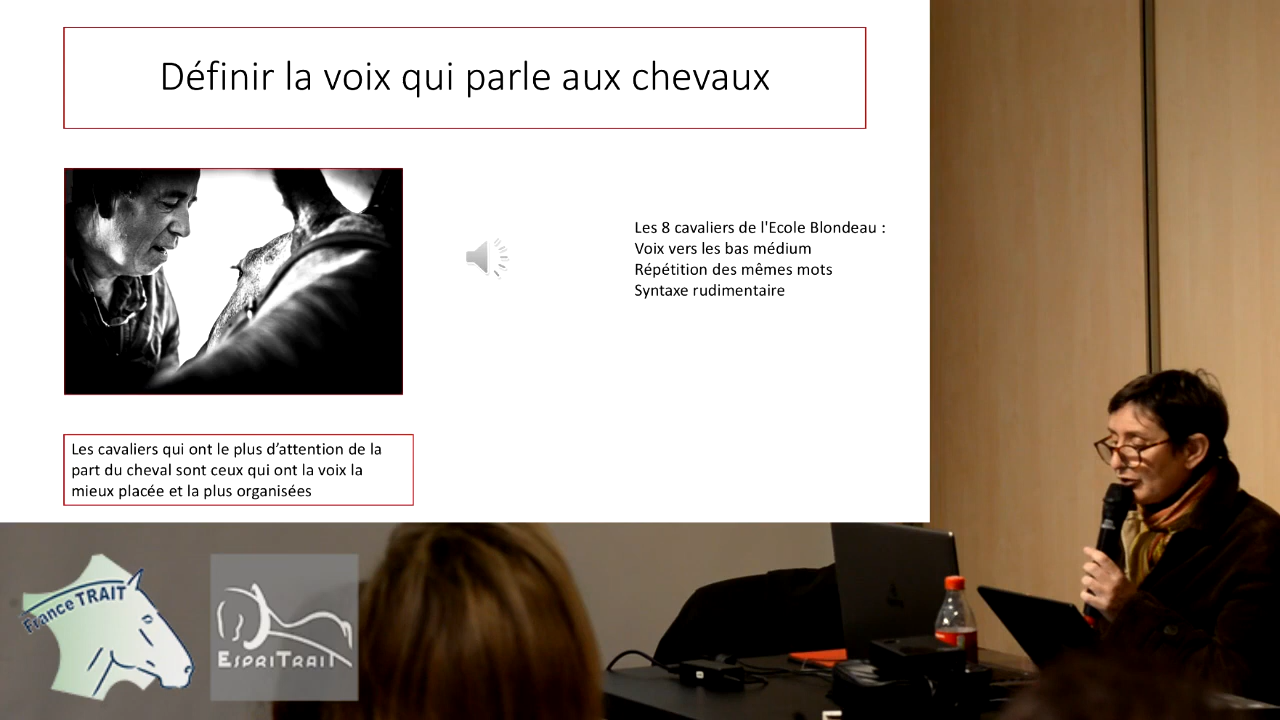 Définir la voix qui parle aux chevaux
Les 8 cavaliers de l'Ecole Blondeau :
Voix vers les bas médium
Répétition des mêmes mots
Syntaxe rudimentaire
Les cavaliers qui ont le plus d’attention de la
part du cheval sont ceux qui ont la voix la
mieux placée et la plus organisées
France TRAIT
ESPRITRAIT